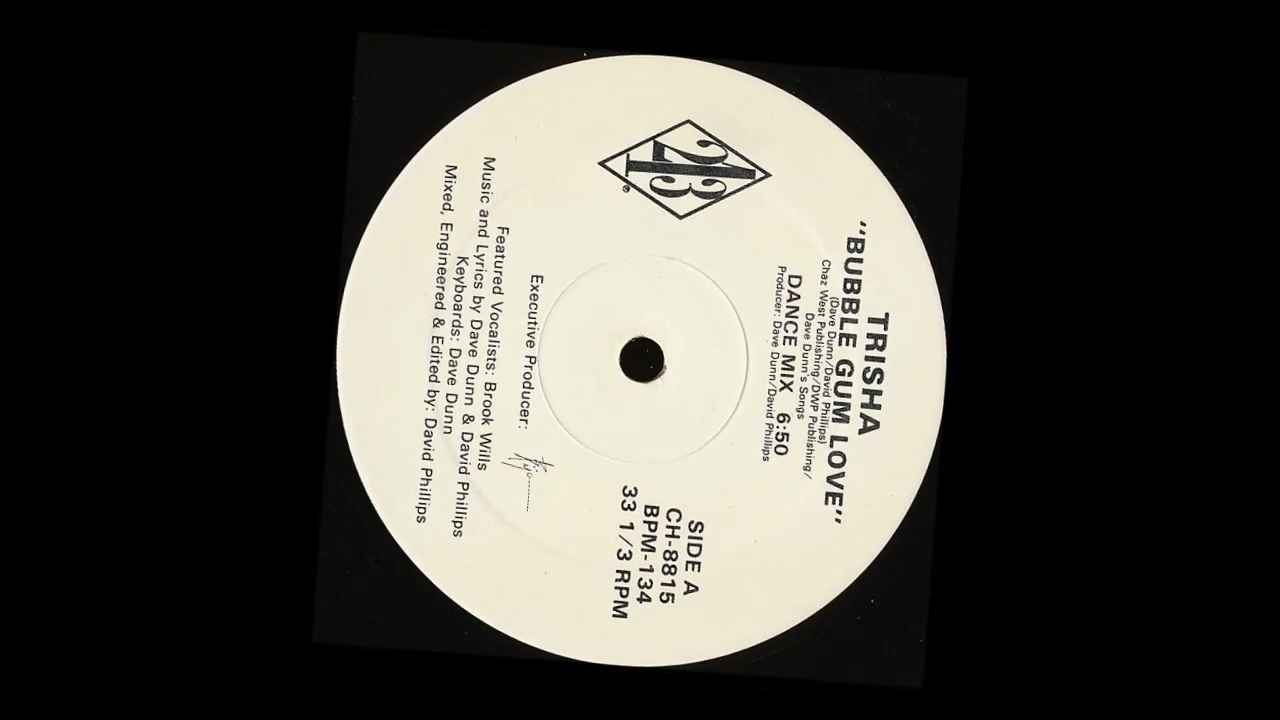 213
®
TRISHA
"BUBBLE GUM LOVE"
(Dave Dunn/David Phillips)
Chaz West Publishing/DWP Publishing/
Dave Dunn's Songs
DANCE MIX 6:50
Producer: Dave Dunn/David Phillips
SIDE A
CH-8815
BPM-134
33 1/3 RPM
Executive Producer:
Featured Vocalists: Brook Wills
Music and Lyrics by Dave Dunn & David Phillips
Keyboards: Dave Dunn
Mixed, Engineered & Edited by: David Phillips